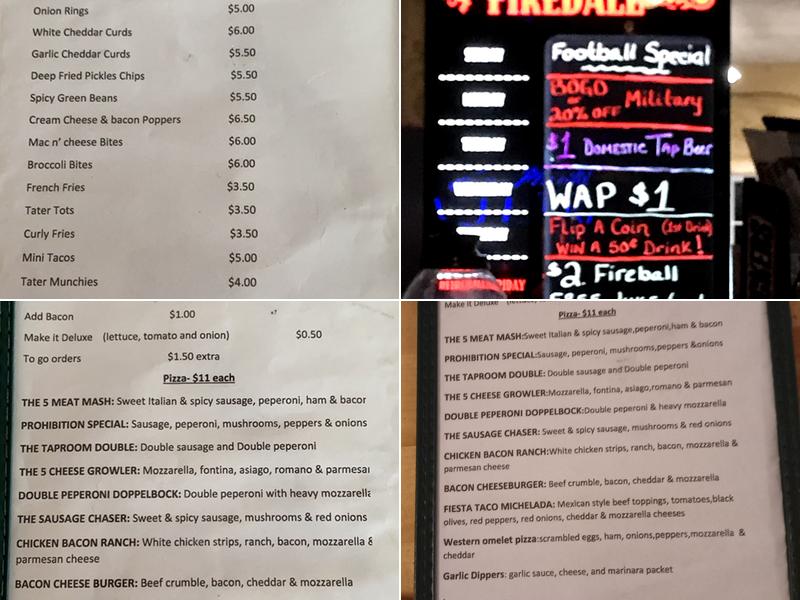 Onion Rings $5.00
White Cheddar Curds $6.00
Garlic Cheddar Curds $5.50
Deep Fried Pickles Chips $5.50
Spicy Green Beans $5.50
Cream Cheese & bacon Poppers $6.50
Mac n' cheese Bites $6.00
Broccoli Bites $6.00
French Fries $3.50
Tater Tots $3.50
Curly Fries $3.50
Mini Tacos $5.00
Tater Munchies $4.00
Football Special
BOGO
or
20% OFF Military
$1 Domestic Tap Beer
WAP $1
Flip A Coin (1st Drink)
WIN A 50¢ Drink!
$2 Fireball
Add Bacon $1.00
Make it Deluxe (lettuce, tomato and onion) $0.50
To go orders $1.50 extra
Pizza- $11 each
THE 5 MEAT MASH: Sweet Italian & spicy sausage, peperoni, ham & bacor
PROHIBITION SPECIAL: Sausage, peperoni, mushrooms, peppers & onions
THE TAPROOM DOUBLE: Double sausage and Double peperoni
THE 5 CHEESE GROWLER: Mozzarella, fontina, asiago, romano & parmesar
DOUBLE PEPERONI DOPPELBOCK: Double peperoni with heavy mozzarella
THE SAUSAGE CHASER: Sweet & spicy sausage, mushrooms & red onions
CHICKEN BACON RANCH: White chicken strips, ranch, bacon, mozzarella &
parmesan cheese
BACON CHEESE BURGER: Beef crumble, bacon, cheddar & mozzarella
Make it Deluxe
Pizza- $11 each
THE 5 MEAT MASH:Sweet Italian & spicy sausage,peperoni,ham & bacon
PROHIBITION SPECIAL:Sausage, peperoni, mushrooms,peppers &onions
THE TAPROOM DOUBLE: Double sausage and Double peperoni
THE 5 CHEESE GROWLER:Mozzarella, fontina, asiago,romano & parmesan
DOUBLE PEPERONI DOPPELBOCK:Double peperoni & heavy mozzarella
THE SAUSAGE CHASER: Sweet & spicy sausage, mushrooms & red onions
CHICKEN BACON RANCH:White chicken strips, ranch, bacon, mozzarella &
parmesan cheese
BACON CHEESEBURGER: Beef crumble, bacon, cheddar & mozzarella
FIESTA TACO MICHELADA: Mexican style beef toppings, tomatoes,black
olives, red peppers, red onions, cheddar & mozzarella cheeses
Western omelet pizza:scrambled eggs, ham, onions,peppers,mozzarella &
cheddar
Garlic Dippers: garlic sauce, cheese, and marinara packet